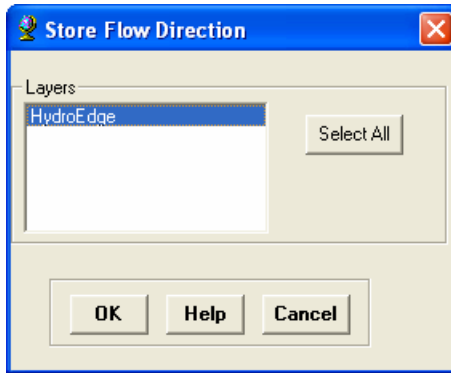 Store Flow Direction
Layers
HydroEdge
Select All
OK Help Cancel